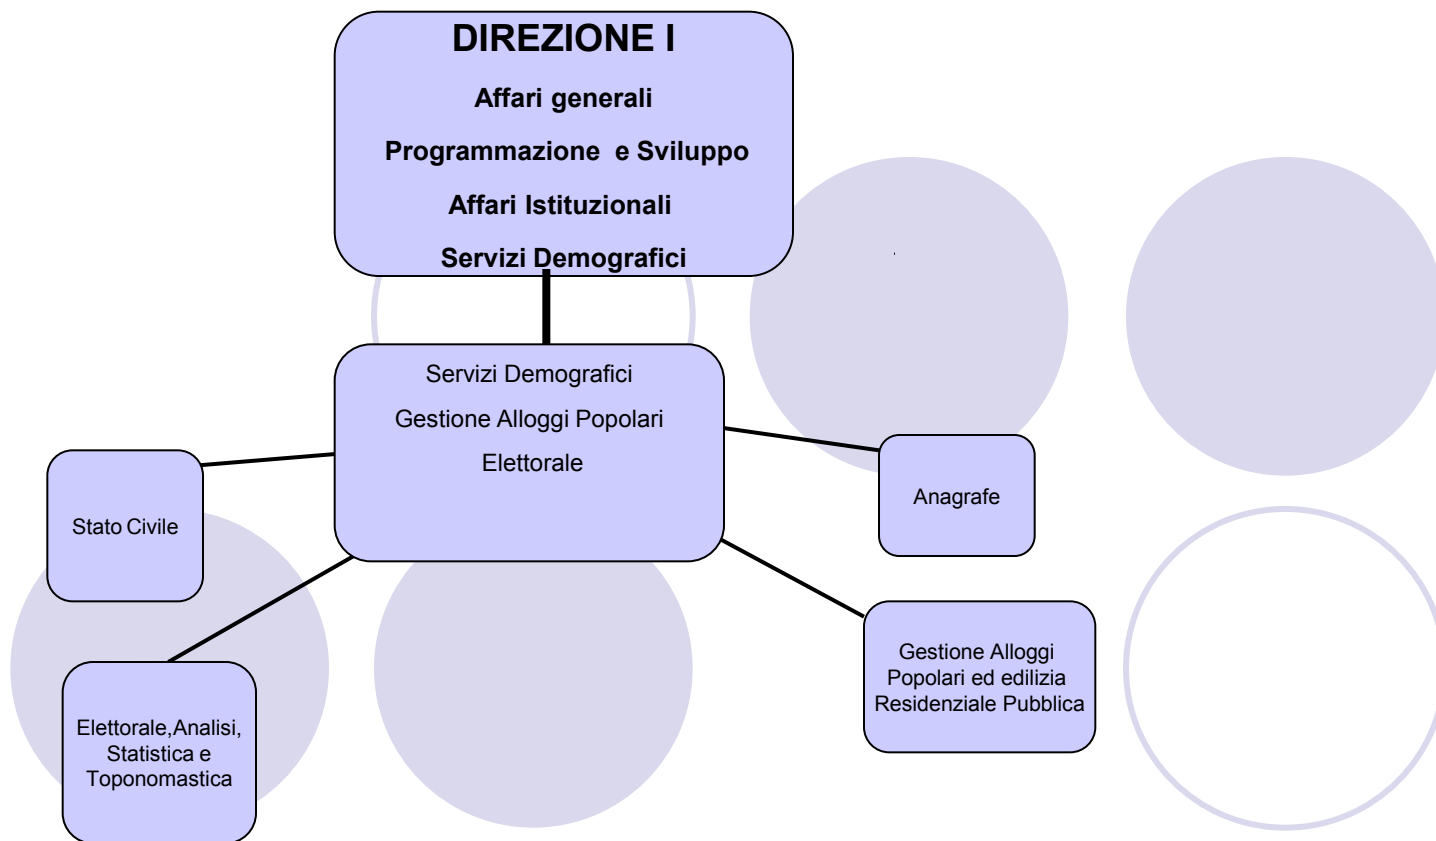 DIREZIONE I
Affari generali
Programmazione e Sviluppo
Affari Istituzionali
Servizi Demografici
Servizi Demografici
Gestione Alloggi Popolari
Elettorale
Stato Civile
Anagrafe
Elettorale,Analisi,
Statistica e
Toponomastica
Gestione Alloggi
Popolari ed edilizia
Residenziale Pubblica